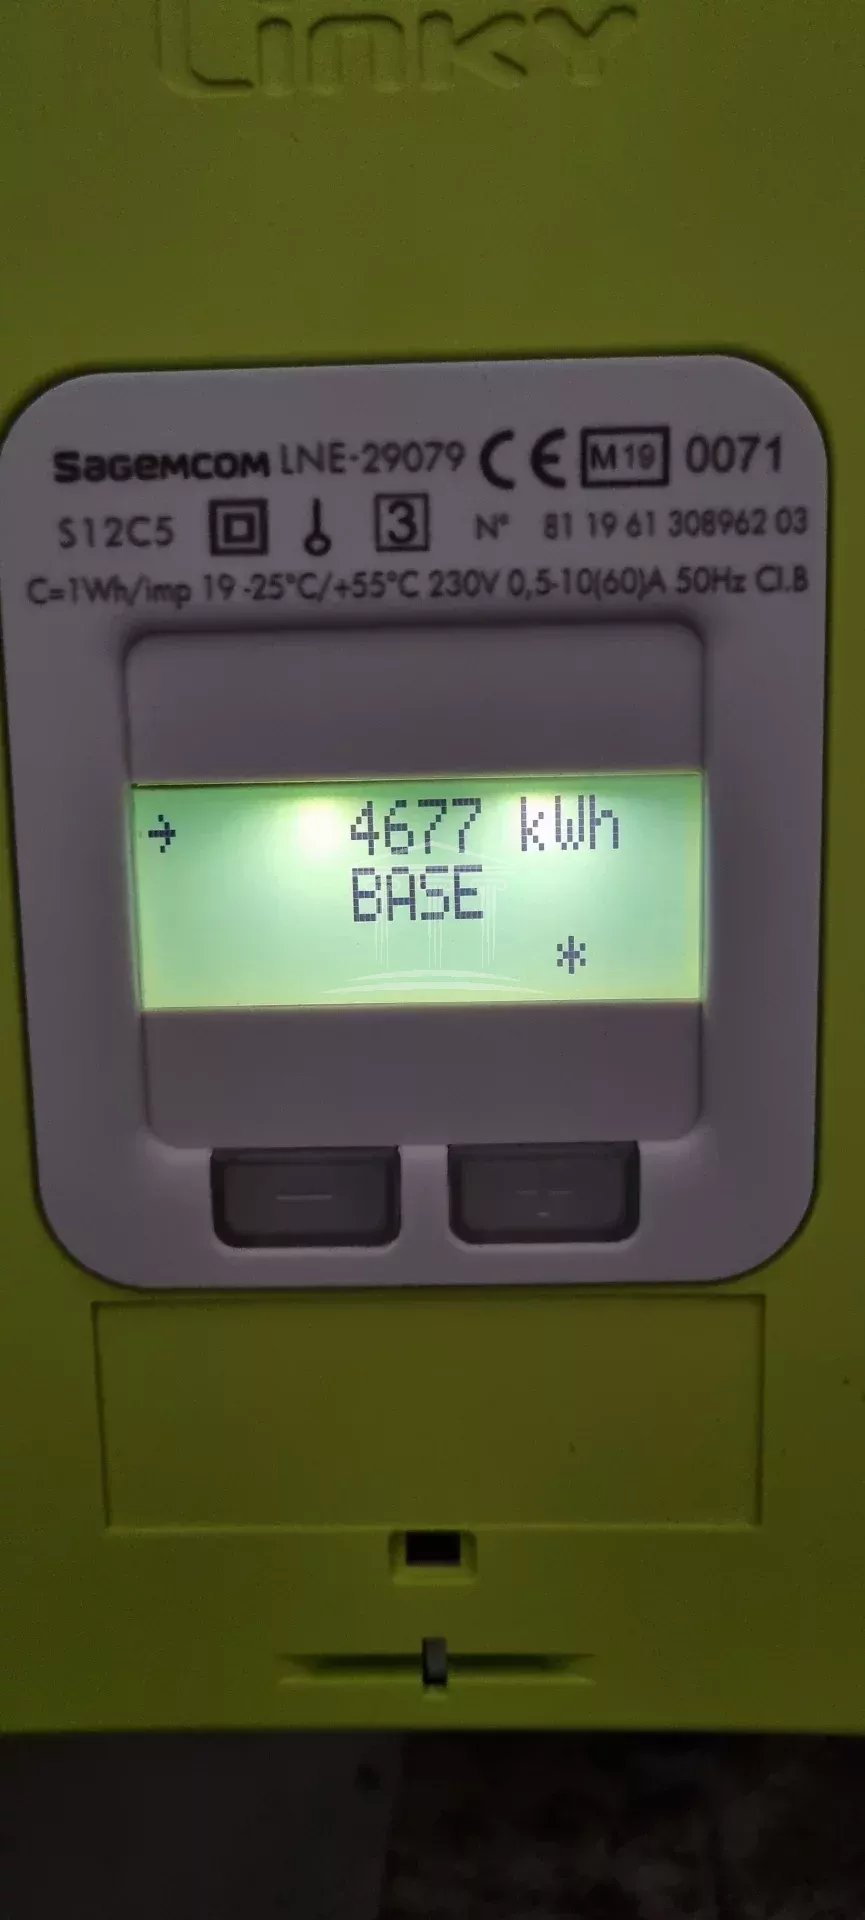 Linky
SAGEMCOM LNE-29079 CE M19 0071
S12C5 3 N° 81 19 61 308962 03
C=1Wh/imp 19 -25°C/+55°C 230V 0,5-10(60)A 50Hz Cl.B
→ 4677 kWh
BASE
*
— +